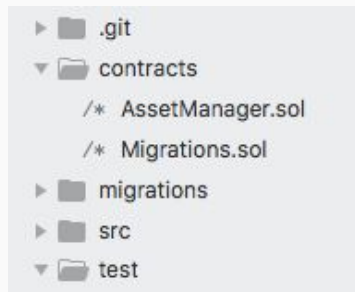 .git
contracts
/* AssetManager.sol
/* Migrations.sol
migrations
src
test